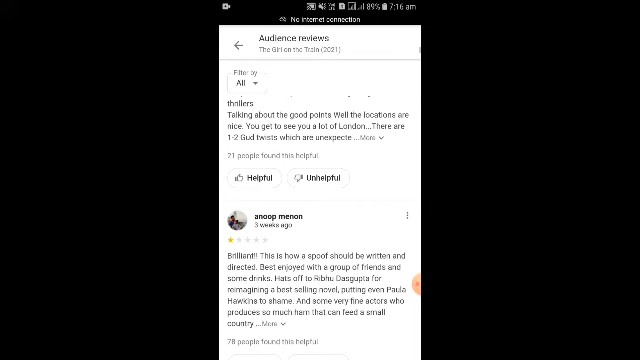 89% 7:16 am
No internet connection
Audience reviews
The Girl on the Train (2021)
Filter by
All
thrillers
Talking about the good points Well the locations are
nice. You get to see you a lot of London...There are
1-2 Gud twists which are unexpecte ...More
21 people found this helpful.
Helpful
Unhelpful
anoop menon
3 weeks ago
Brilliant!! This is how a spoof should be written and
directed. Best enjoyed with a group of friends and
some drinks. Hats off to Ribhu Dasgupta for
reimagining a best selling novel, putting even Paula
Hawkins to shame. And some very fine actors who
produces so much ham that can feed a small
country ...More
78 people found this helpful.